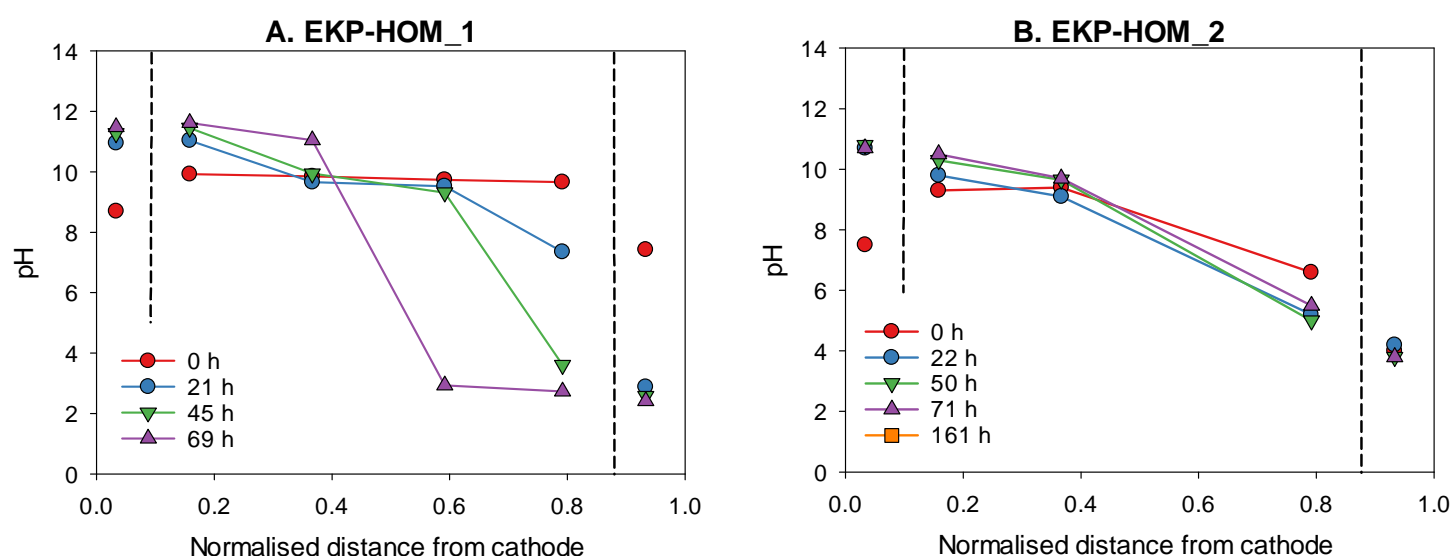 A. EKP-HOM_1
14
12
10
8
6
4
2
0
pH
0 h
21 h
45 h
69 h
0.0 0.2 0.4 0.6 0.8 1.0
Normalised distance from cathode
B. EKP-HOM_2
14
12
10
8
6
4
2
0
pH
0 h
22 h
50 h
71 h
161 h
0.0 0.2 0.4 0.6 0.8 1.0
Normalised distance from cathode